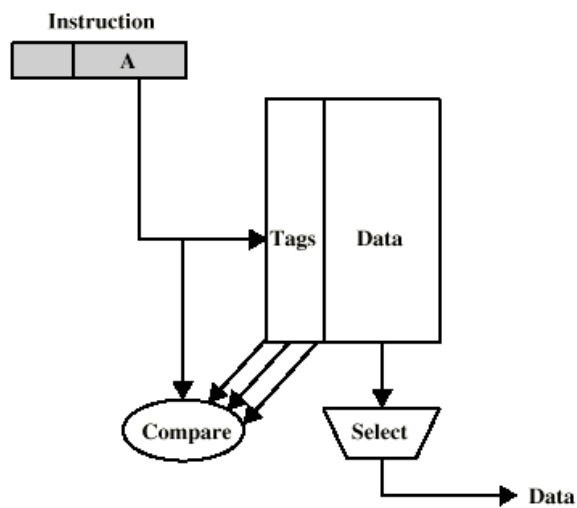 Instruction
A
Tags
Data
Compare
Select
Data